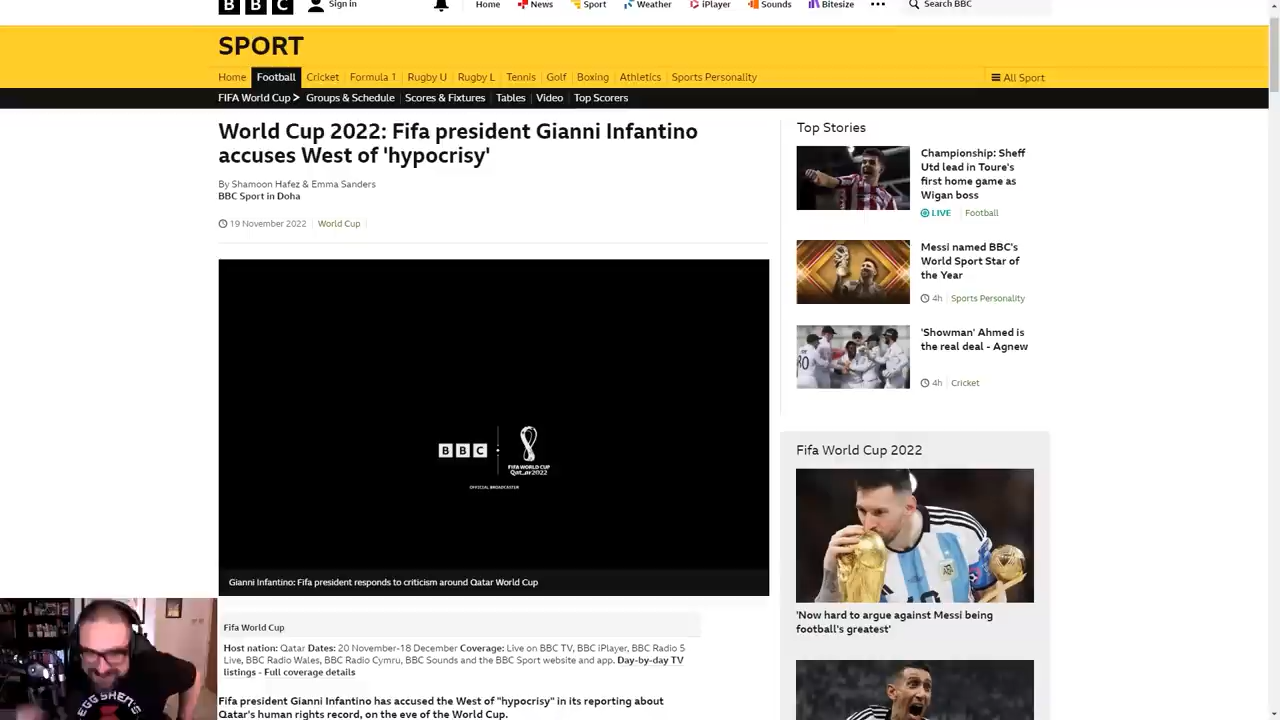 BBC
Sign in
Home
News
Sport
Weather
iPlayer
Sounds
Bitesize
Search BBC
SPORT
Home
Football
Cricket
Formula 1
Rugby U
Rugby L
Tennis
Golf
Boxing
Athletics
Sports Personality
All Sport
FIFA World Cup
Groups & Schedule
Scores & Fixtures
Tables
Video
Top Scorers
World Cup 2022: Fifa president Gianni Infantino
accuses West of 'hypocrisy'
By Shamoon Hafez & Emma Sanders
BBC Sport in Doha
19 November 2022
World Cup
BBC
FIFA WORLD CUP
Qatar2022
OFFICIAL BROADCASTER
Gianni Infantino: Fifa president responds to criticism around Qatar World Cup
Fifa World Cup
Host nation: Qatar Dates: 20 November-18 December Coverage: Live on BBC TV, BBC iPlayer, BBC Radio 5
Live, BBC Radio Wales, BBC Radio Cymru, BBC Sounds and the BBC Sport website and app. Day-by-day TV
listings - Full coverage details
Fifa president Gianni Infantino has accused the West of "hypocrisy" in its reporting about
Qatar's human rights record, on the eve of the World Cup.
Top Stories
Championship: Sheff
Utd lead in Toure's
first home game as
Wigan boss
LIVE
Football
Messi named BBC's
World Sport Star of
the Year
4h
Sports Personality
'Showman' Ahmed is
the real deal - Agnew
4h
Cricket
Fifa World Cup 2022
'Now hard to argue against Messi being
football's greatest'